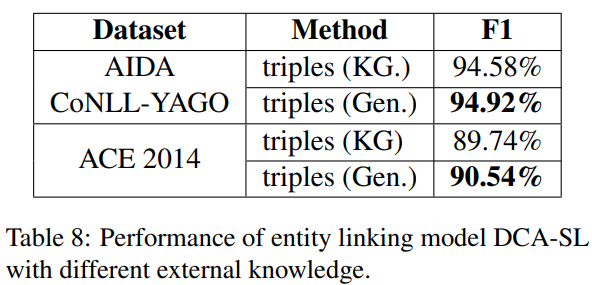 Dataset Method F1
AIDA triples (KG.) 94.58%
CoNLL-YAGO triples (Gen.) 94.92%
ACE 2014 triples (KG) 89.74%
triples (Gen.) 90.54%
Table 8: Performance of entity linking model DCA-SL
with different external knowledge.